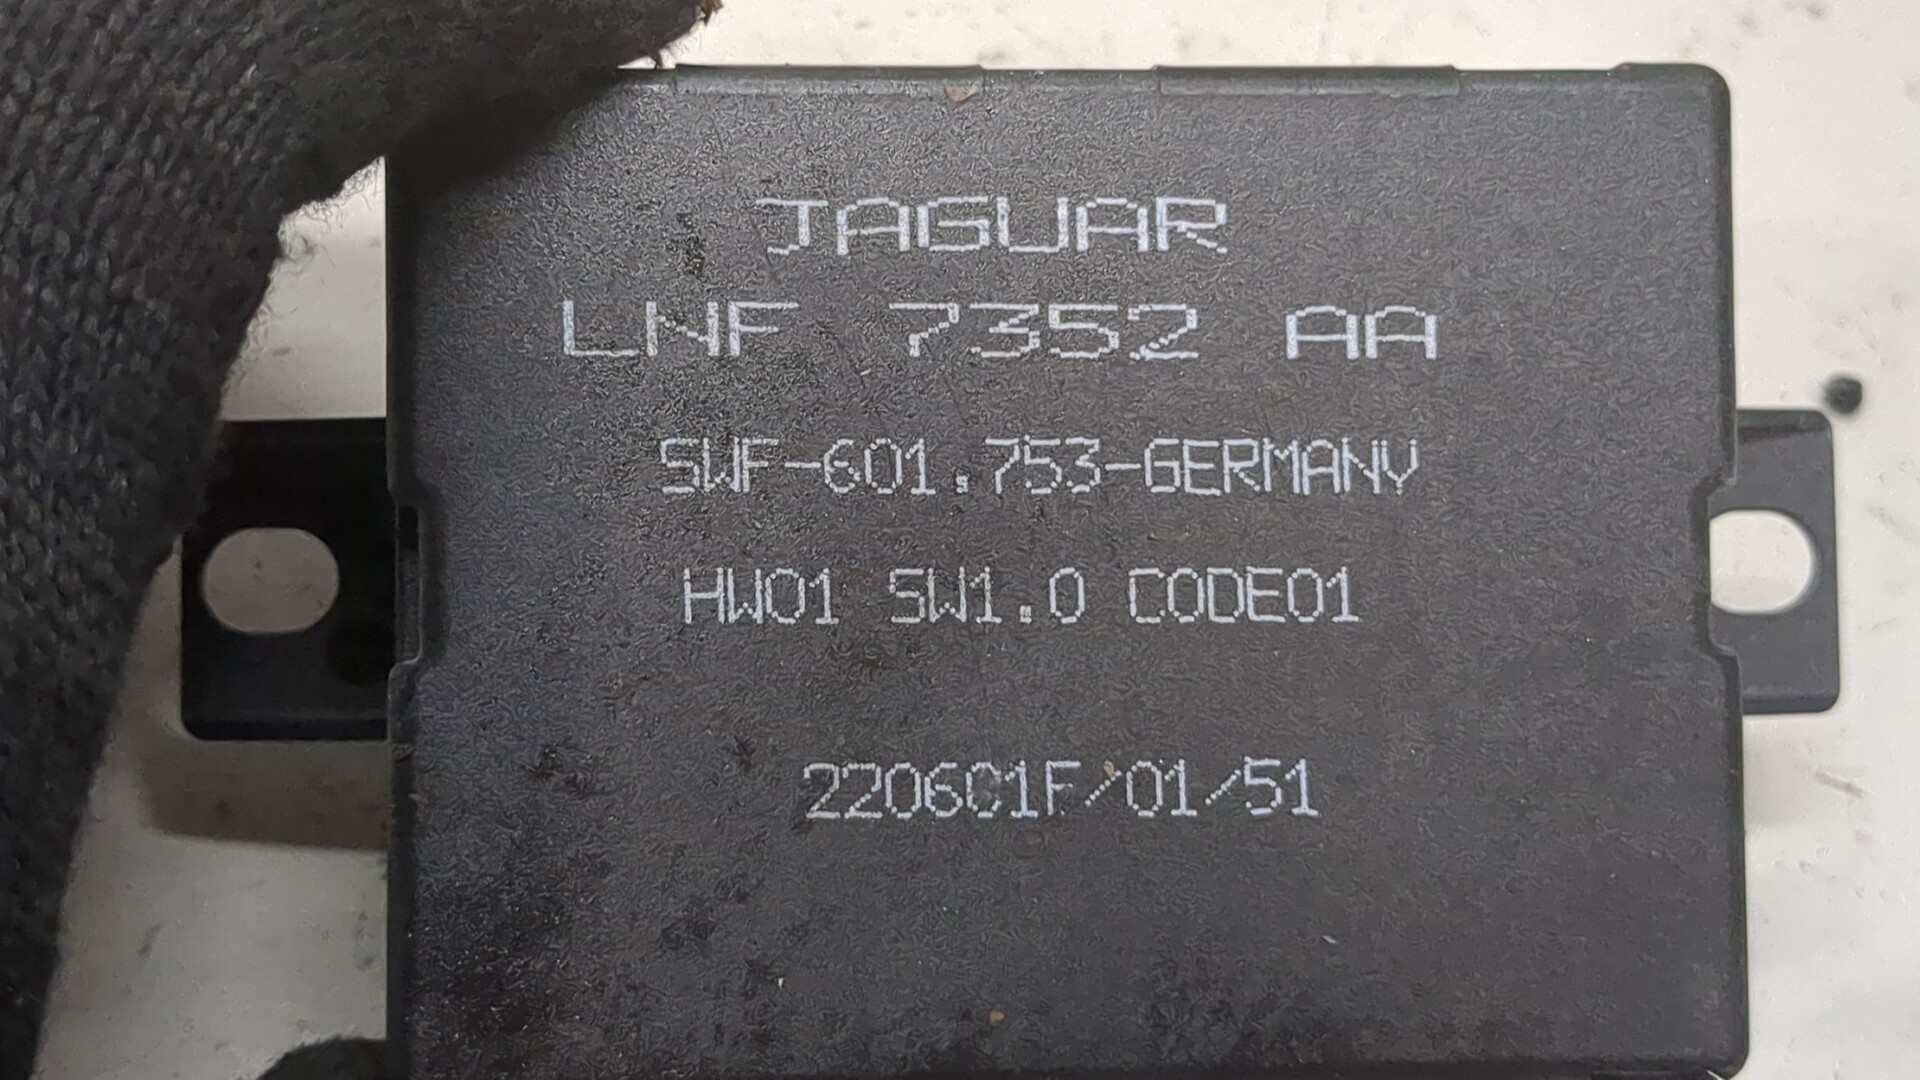 JAGUAR
LNF 7352 AA
SWF-601.753-GERMANY
HW01 SW1.0 CODE01
220601F/01/51